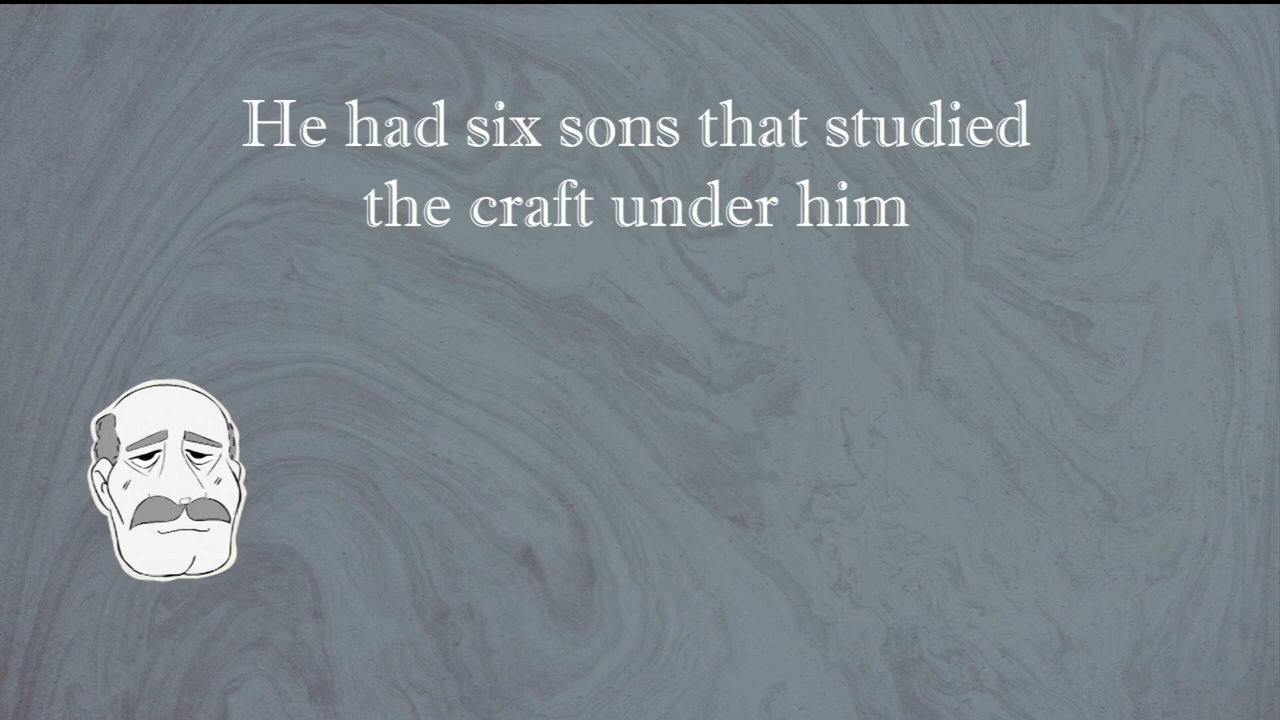 He had six sons that studied
the craft under him